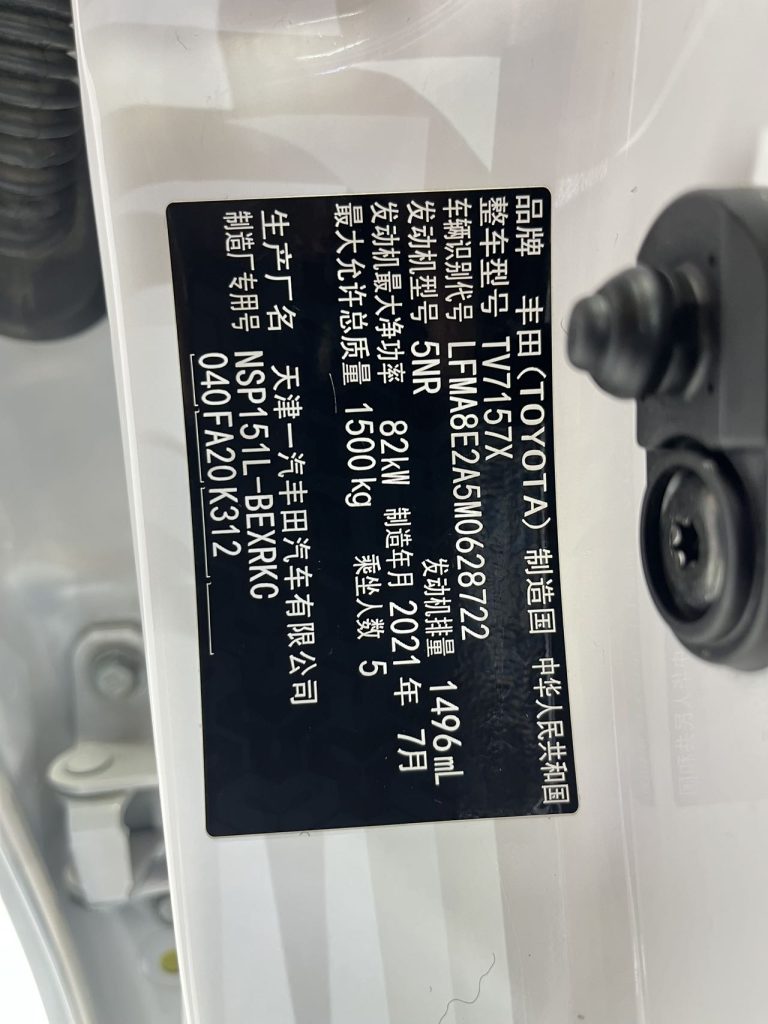 品牌 丰田(TOYOTA) 制造国 中华人民共和国
整车型号 TV7157X
车辆识别代号 LFMA8E2A5M0628722
发动机型号 5NR 发动机排量 1496mL
发动机最大净功率 82kW 制造年月 2021年 7月
最大允许总质量 1500kg 乘坐人数 5
生产厂名 天津一汽丰田汽车有限公司
制造厂专用号 NSP151L-BEXRKC
040 FA20 K312